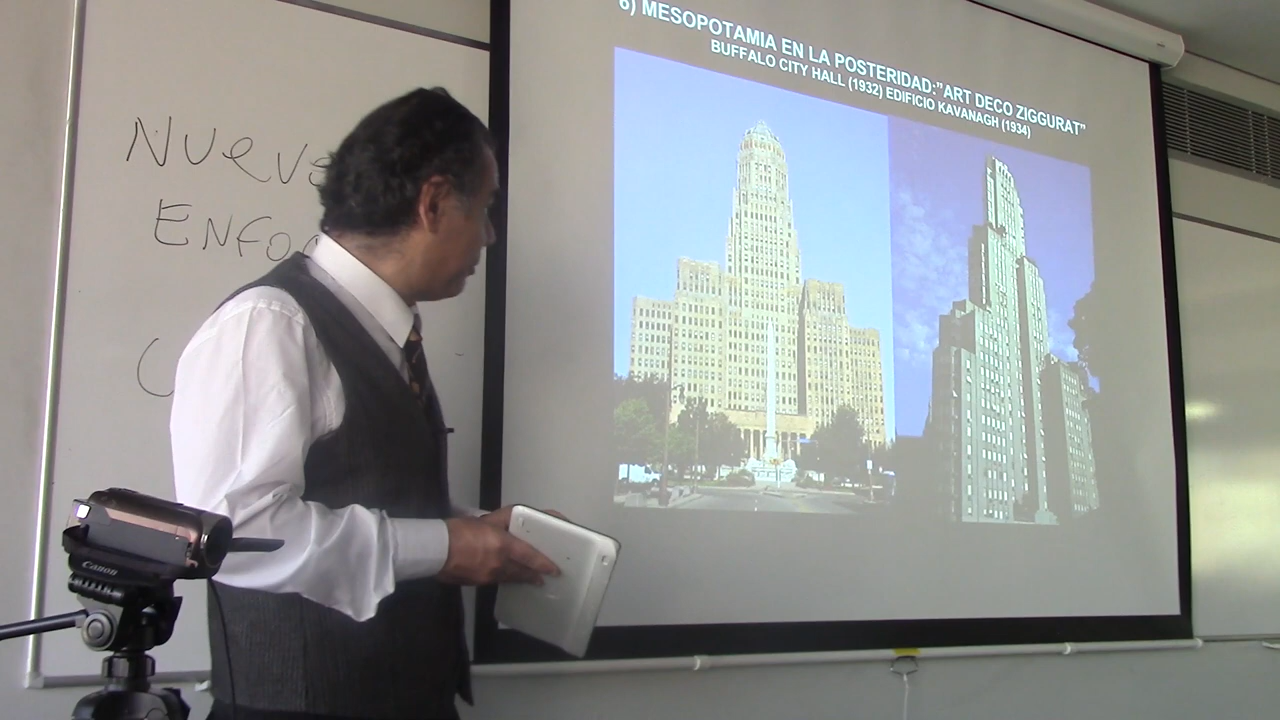 6) MESOPOTAMIA EN LA POSTERIDAD:"ART DECO ZIGGURAT"
BUFFALO CITY HALL (1932) EDIFICIO KAVANAGH (1934)
Canon